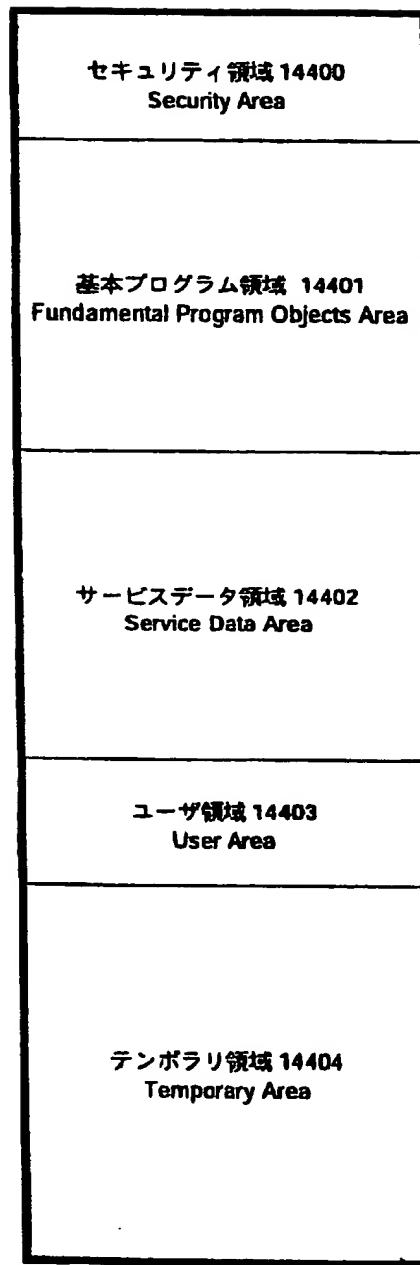 セキュリティ領域 14400
Security Area
基本プログラム領域 14401
Fundamental Program Objects Area
サービスデータ領域 14402
Service Data Area
ユーザ領域 14403
User Area
テンポラリ領域 14404
Temporary Area